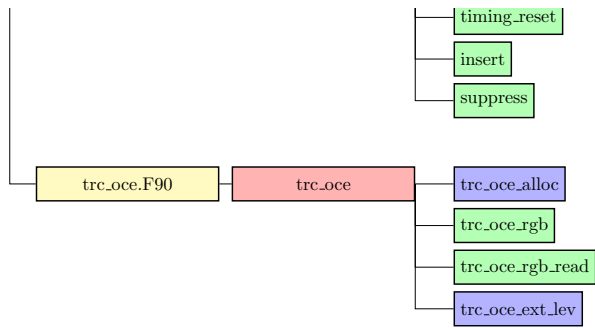 timing_reset
insert
suppress
trc_oce.F90
trc_oce
trc_oce_alloc
trc_oce_rgb
trc_oce_rgb_read
trc_oce_ext_lev